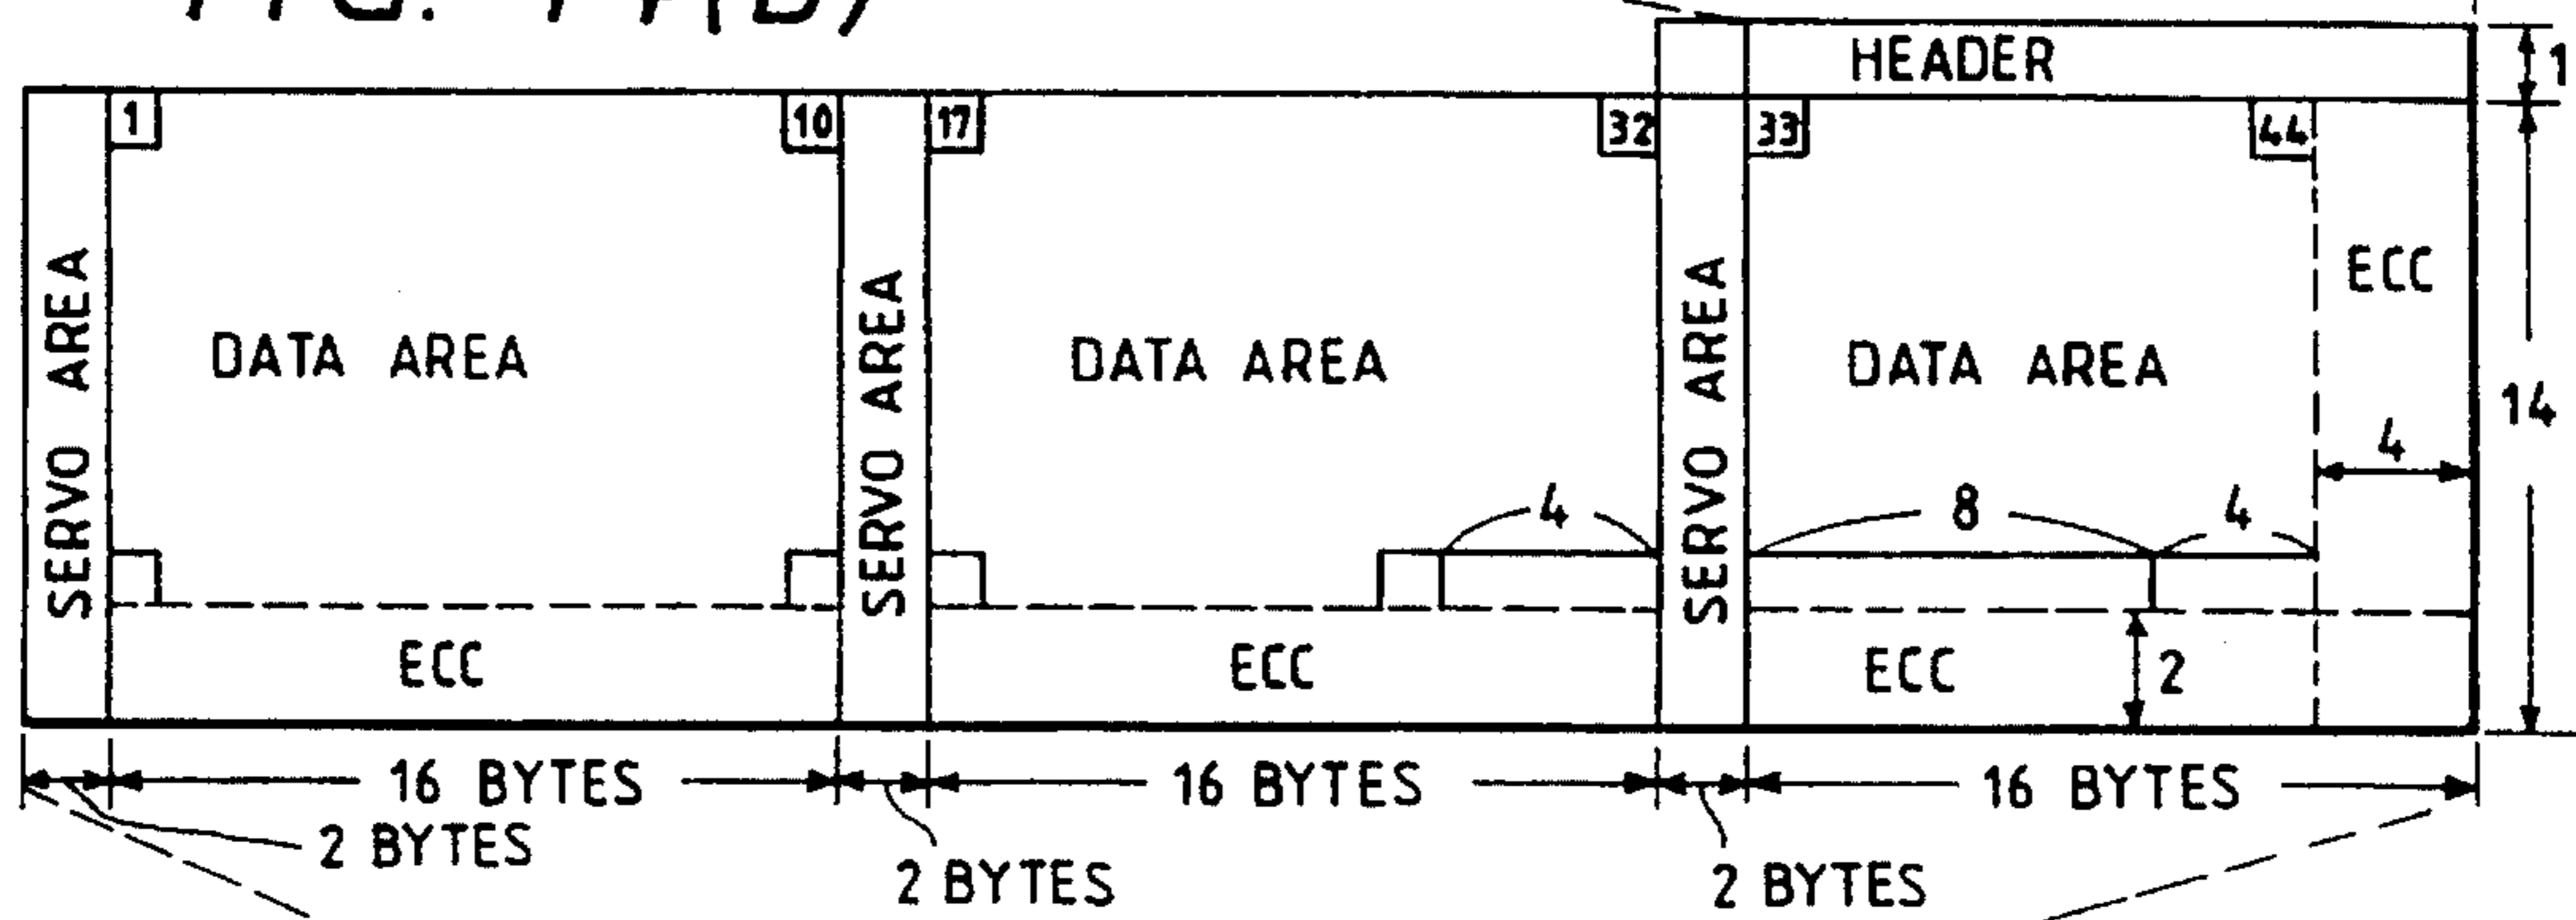 HEADER
1
1
10
17
32
33
44
SERVO AREA
DATA AREA
SERVO AREA
DATA AREA
SERVO AREA
DATA AREA
ECC
14
4
4
8
4
ECC
ECC
ECC
2
16 BYTES
16 BYTES
16 BYTES
2 BYTES
2 BYTES
2 BYTES